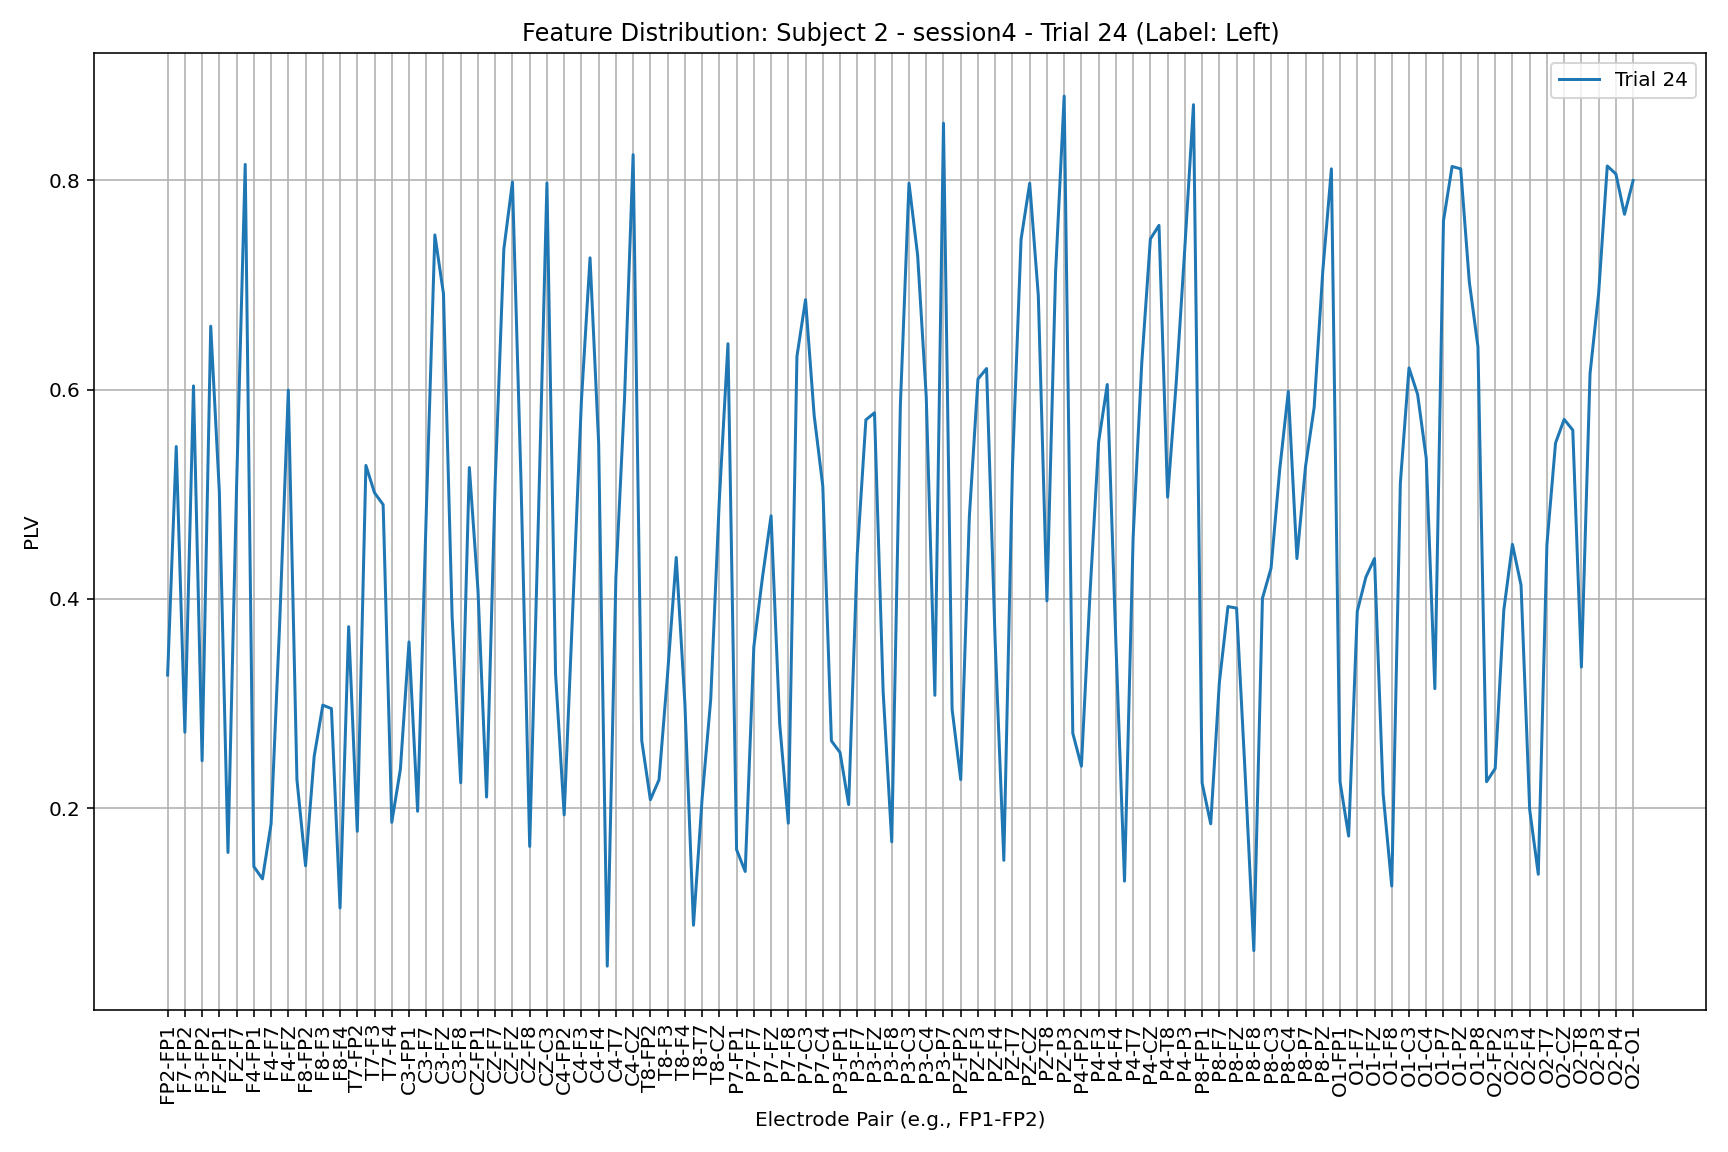 Feature Distribution: Subject 2 - session4 - Trial 24 (Label: Left)
Trial 24
PLV
0.8
0.6
0.4
0.2
FP2-FP1
F7-FP2
F3-FP2
FZ-FP1
FZ-F7
F4-FP1
F4-F7
F4-FZ
F8-FP2
F8-F3
F8-F4
T7-FP2
T7-F3
T7-F4
C3-FP1
C3-F7
C3-FZ
C3-F8
CZ-FP1
CZ-F7
CZ-FZ
CZ-F8
CZ-C3
C4-FP2
C4-F3
C4-F4
C4-T7
C4-CZ
T8-FP2
T8-F3
T8-F4
T8-T7
T8-CZ
P7-FP1
P7-F7
P7-FZ
P7-F8
P7-C3
P7-C4
P3-FP1
P3-F7
P3-FZ
P3-F8
P3-C3
P3-C4
P3-P7
PZ-FP2
PZ-F3
PZ-F4
PZ-T7
PZ-CZ
PZ-T8
PZ-P3
P4-FP2
P4-F3
P4-F4
P4-T7
P4-CZ
P4-T8
P4-P3
P8-FP1
P8-F7
P8-FZ
P8-F8
P8-C3
P8-C4
P8-P7
P8-PZ
O1-FP1
O1-F7
O1-FZ
O1-F8
O1-C3
O1-C4
O1-P7
O1-PZ
O1-P8
O2-FP2
O2-F3
O2-F4
O2-T7
O2-CZ
O2-T8
O2-P3
O2-P4
O2-O1
Electrode Pair (e.g., FP1-FP2)